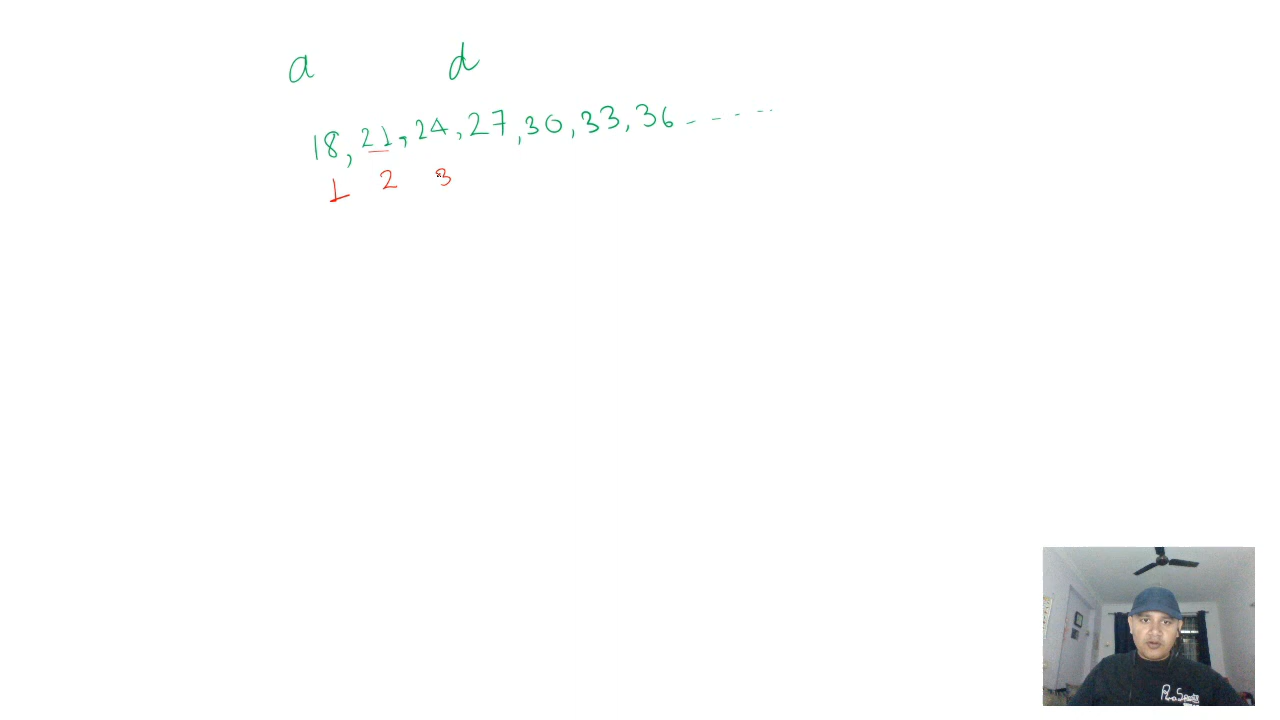 a d
18, 21, 24, 27, 30, 33, 36 - - - - - -
1 2 3